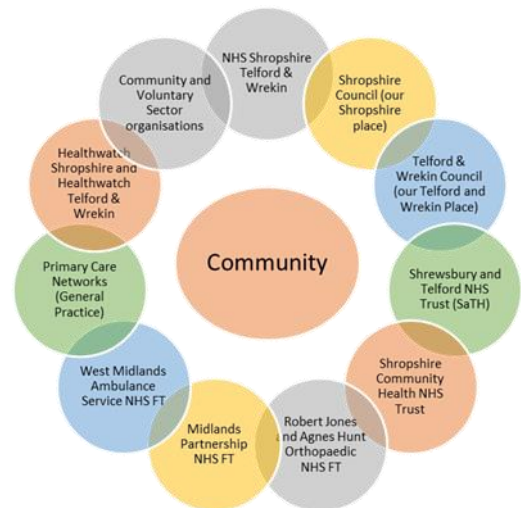 NHS Shropshire
Telford &
Wrekin
Shropshire
Council (our
Shropshire
place)
Telford &
Wrekin Council
(our Telford and
Wrekin Place)
Shrewsbury and
Telford NHS
Trust (SaTH)
Shropshire
Community
Health NHS
Trust
Robert Jones
and Agnes Hunt
Orthopaedic
NHS FT
Midlands
Partnership
NHS FT
West Midlands
Ambulance
Service NHS FT
Primary Care
Networks
(General
Practice)
Healthwatch
Shropshire and
Healthwatch
Telford &
Wrekin
Community and
Voluntary
Sector
organisations
Community